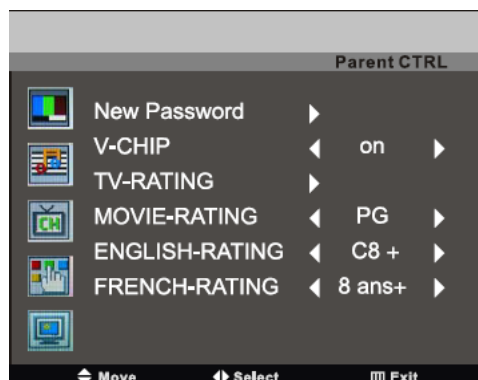 Parent CTRL
New Password
V-CHIP on
TV-RATING
MOVIE-RATING PG
ENGLISH-RATING C8 +
FRENCH-RATING 8 ans+
CH
Move Select Exit